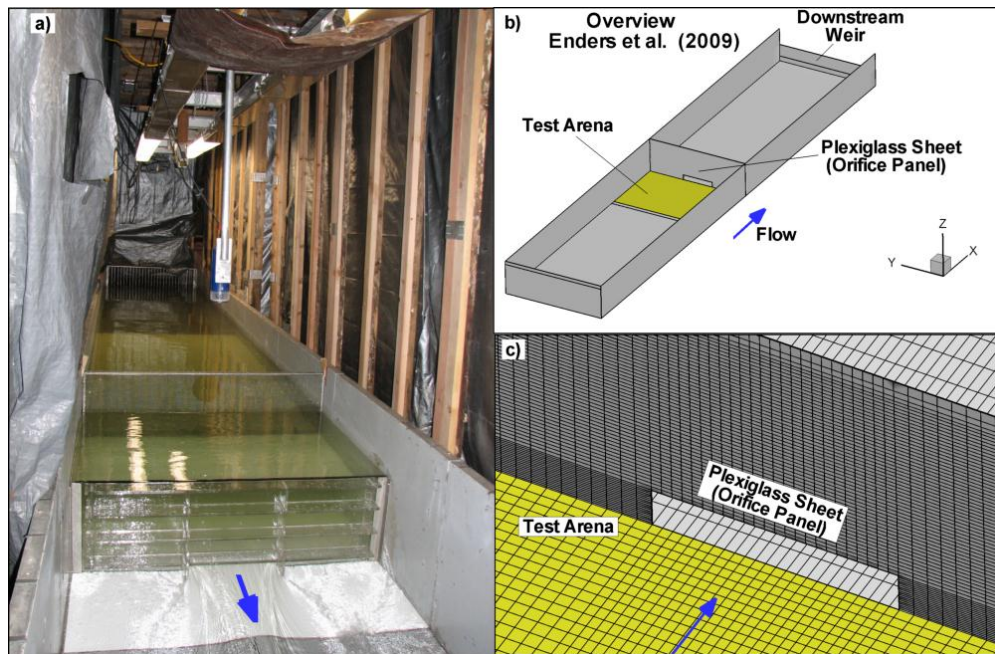 a)
b)
Overview
Enders et al. (2009)
Downstream
Weir
Test Arena
Plexiglass Sheet
(Orifice Panel)
Flow
Z
Y
X
c)
Plexiglass Sheet
(Orifice Panel)
Test Arena